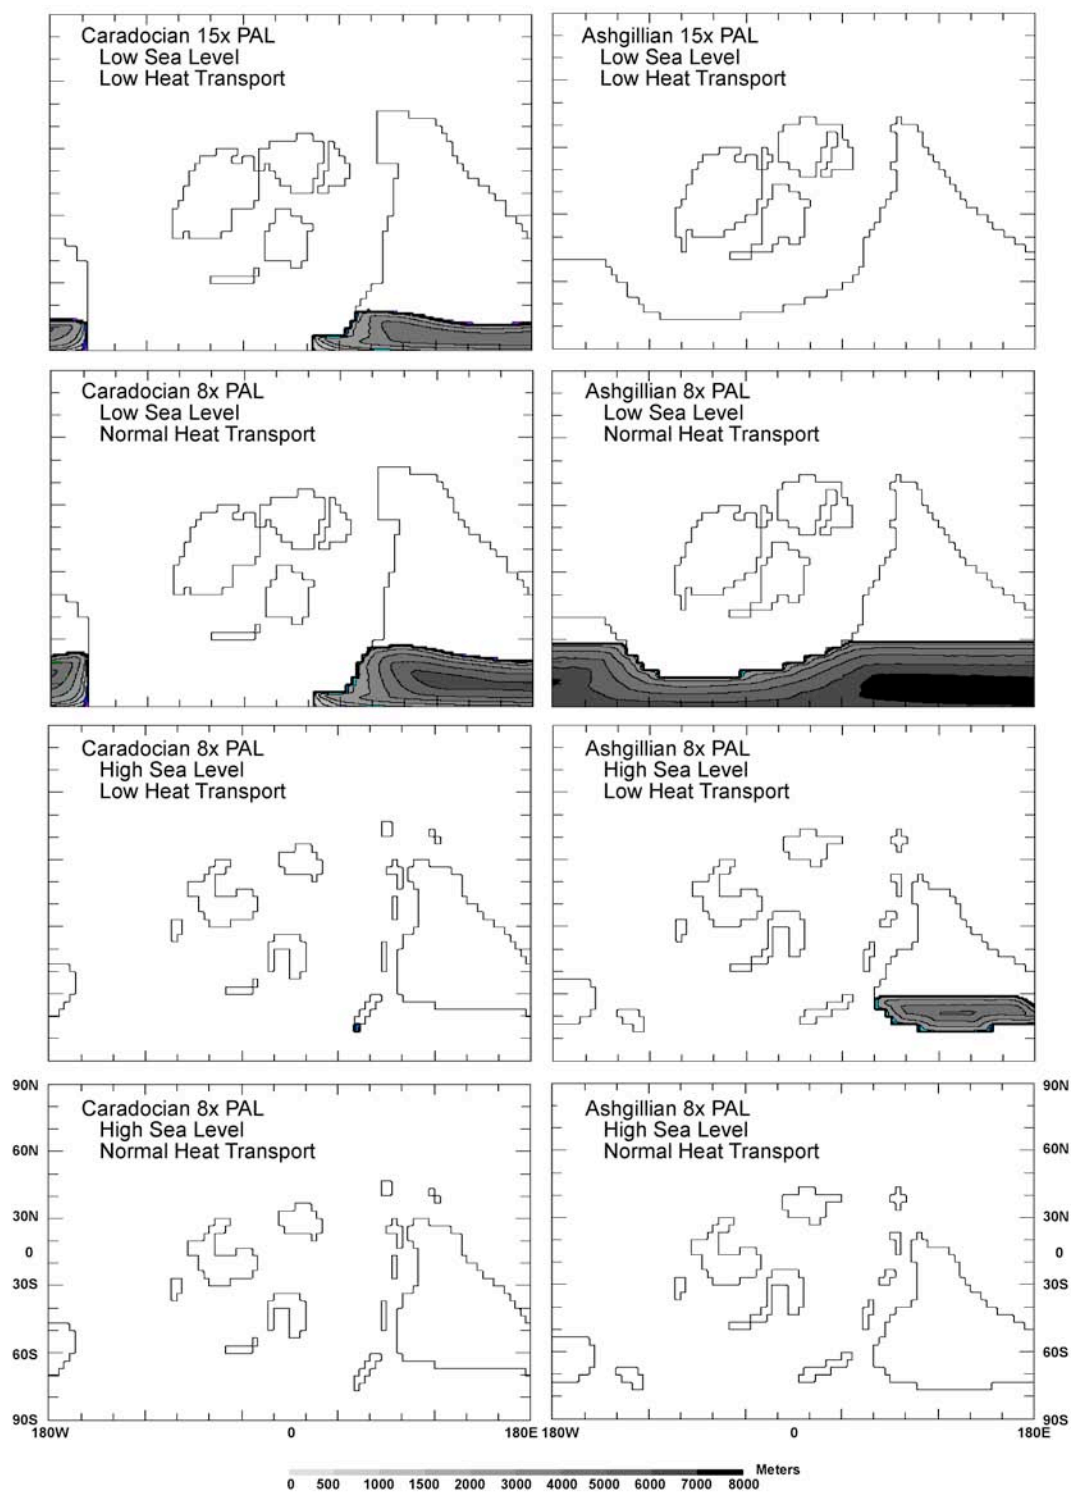 Caradocian 15x PAL
Low Sea Level
Low Heat Transport
Ashgillian 15x PAL
Low Sea Level
Low Heat Transport
Caradocian 8x PAL
Low Sea Level
Normal Heat Transport
Ashgillian 8x PAL
Low Sea Level
Normal Heat Transport
Caradocian 8x PAL
High Sea Level
Low Heat Transport
Ashgillian 8x PAL
High Sea Level
Low Heat Transport
Caradocian 8x PAL
High Sea Level
Normal Heat Transport
Ashgillian 8x PAL
High Sea Level
Normal Heat Transport
90N
60N
30N
0
30S
60S
90S
90N
60N
30N
0
30S
60S
90S
180W 0 180E 180W 0 180E
Meters
0 500 1000 1500 2000 3000 4000 5000 6000 7000 8000